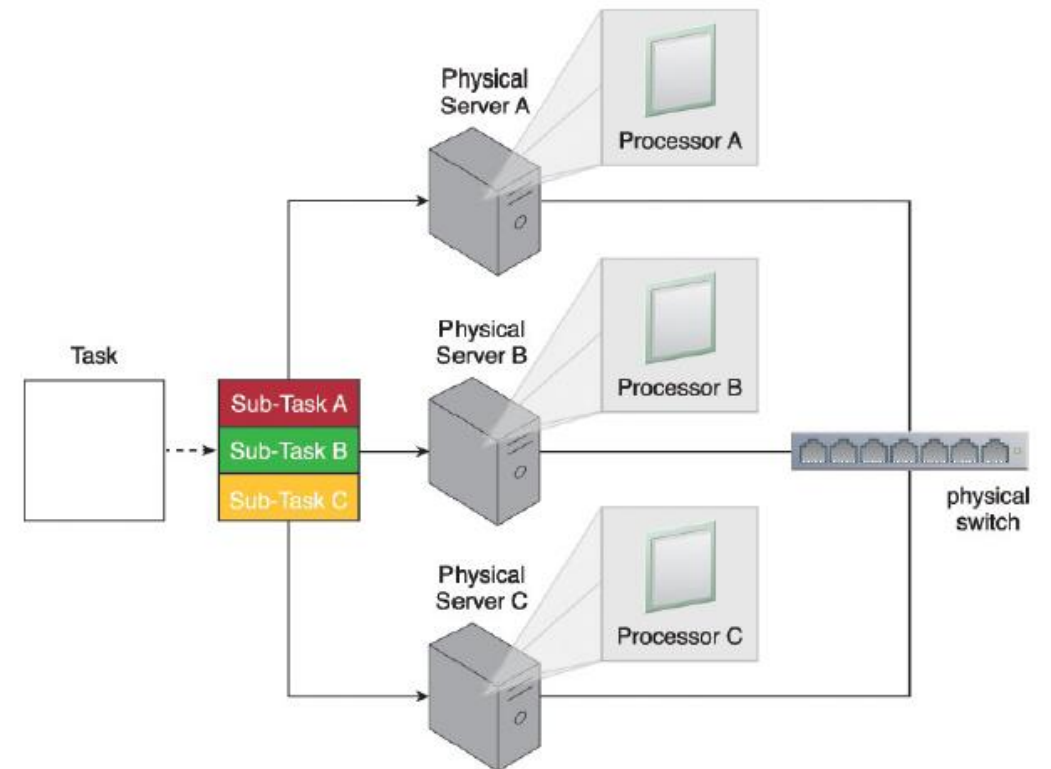 Physical
Server A
Processor A
Physical
Server B
Processor B
Task
Sub-Task A
Sub-Task B
Sub-Task C
physical
switch
Physical
Server C
Processor C